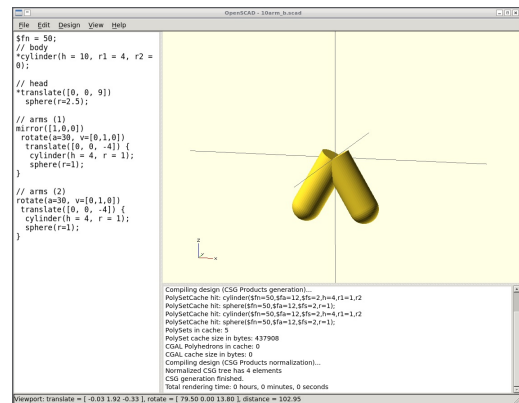 OpenSCAD - 10arm_b.scad
File Edit Design View Help
$fn = 50;
// body
*cylinder(h = 10, r1 = 4, r2 =
0);
// head
*translate([0, 0, 9])
sphere(r=2.5);
// arms (1)
mirror([1,0,0])
rotate(a=30, v=[0,1,0])
translate([0, 0, -4]) {
cylinder(h = 4, r = 1);
sphere(r=1);
}
// arms (2)
rotate(a=30, v=[0,1,0])
translate([0, 0, -4]) {
cylinder(h = 4, r = 1);
sphere(r=1);
}
z
y
x
Compiling design (CSG Products generation)...
PolySetCache hit: cylinder($fn=50,$fa=12,$fs=2,h=4,r1=1,r2
PolySetCache hit: sphere($fn=50,$fa=12,$fs=2,r=1);
PolySetCache hit: cylinder($fn=50,$fa=12,$fs=2,h=4,r1=1,r2
PolySetCache hit: sphere($fn=50,$fa=12,$fs=2,r=1);
PolySets in cache: 5
PolySet cache size in bytes: 437908
CGAL Polyhedrons in cache: 0
CGAL cache size in bytes: 0
Compiling design (CSG Products normalization)...
Normalized CSG tree has 4 elements
CSG generation finished.
Total rendering time: 0 hours, 0 minutes, 0 seconds
Viewport: translate = [ -0.03 1.92 -0.33 ], rotate = [ 79.50 0.00 13.80 ], distance = 102.95